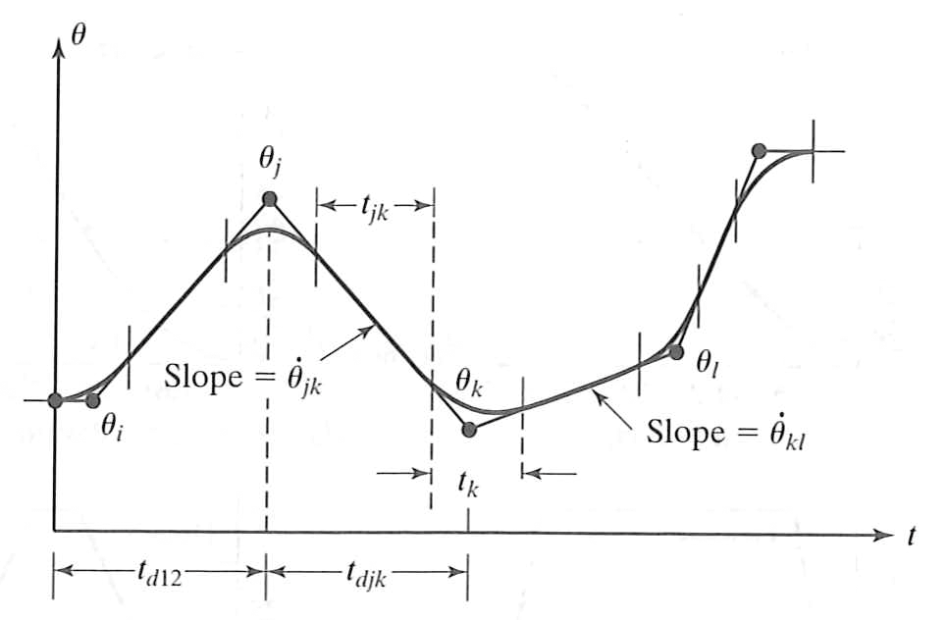 θ
θj
tjk
Slope = θ̇jk
θk
θi
θl
Slope = θ̇kl
tk
t
td12
tdjk